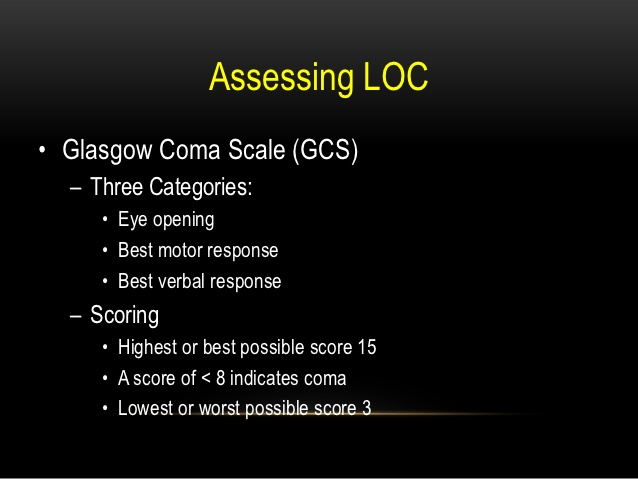 Assessing LOC
• Glasgow Coma Scale (GCS)
– Three Categories:
• Eye opening
• Best motor response
• Best verbal response
– Scoring
• Highest or best possible score 15
• A score of < 8 indicates coma
• Lowest or worst possible score 3